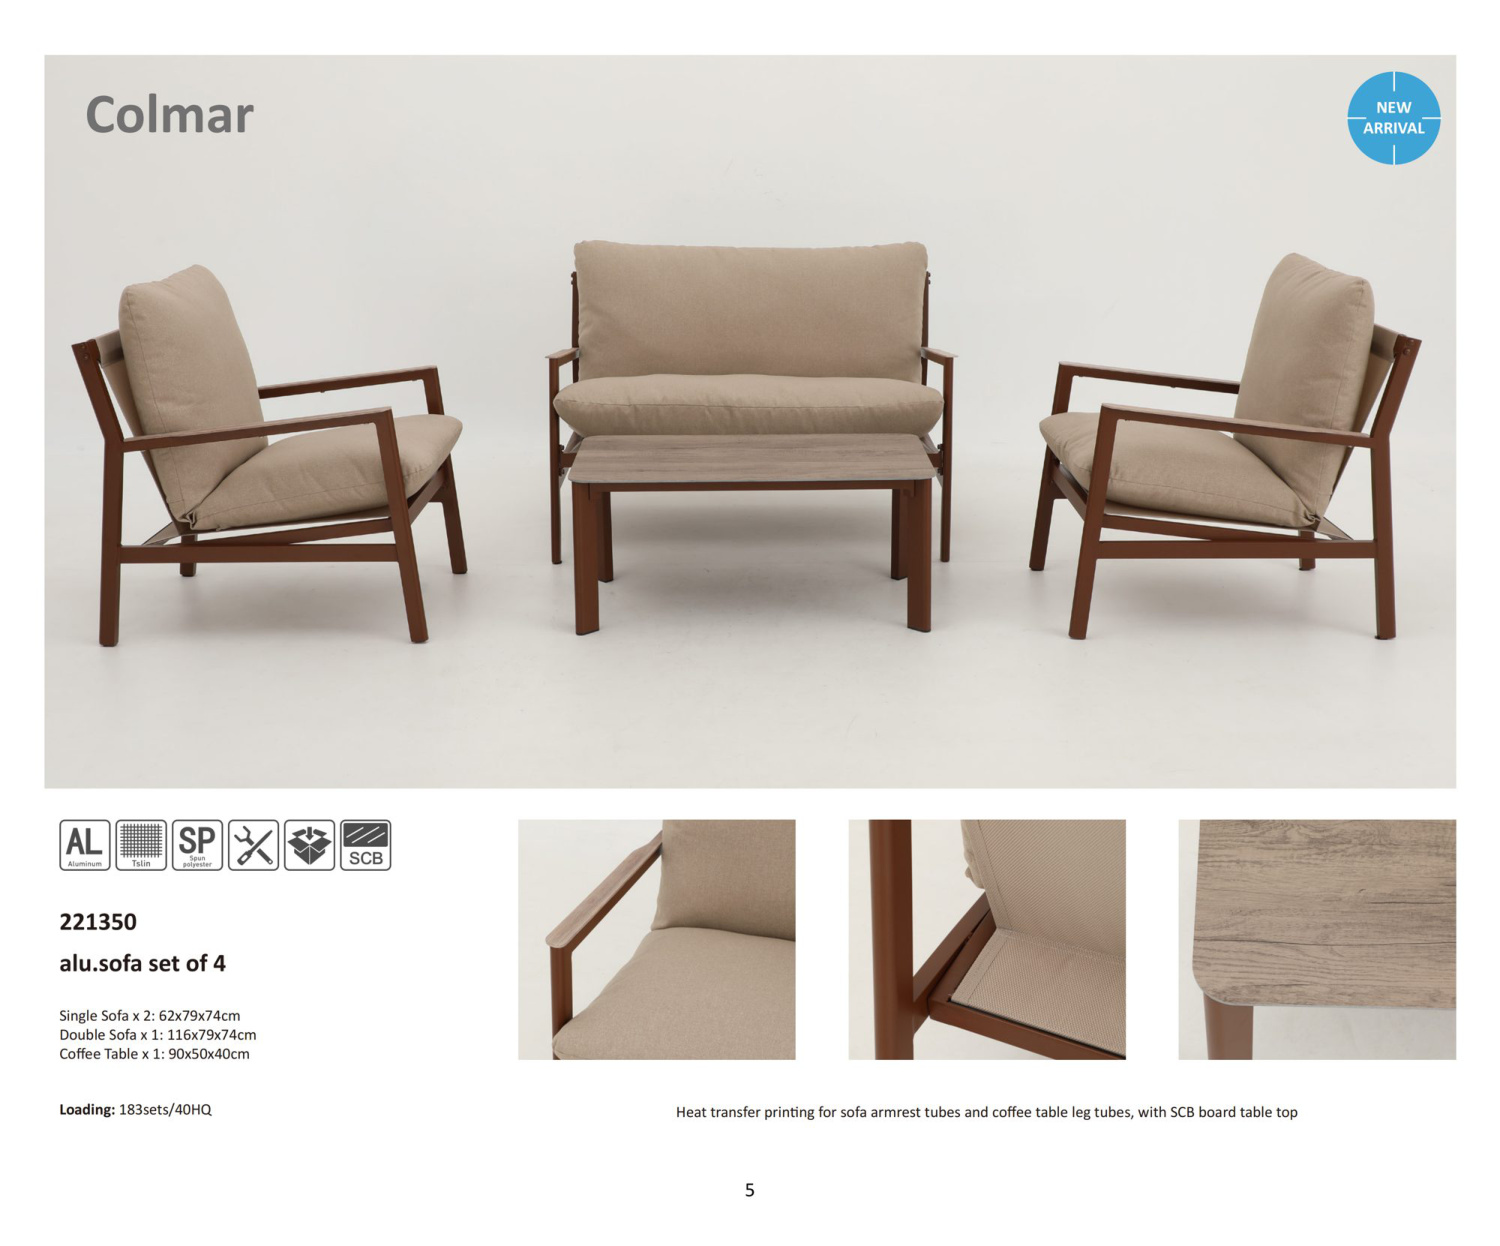 Colmar
NEW
ARRIVAL
AL
Aluminum
Tslin
SP
Spun
polyester
SCB
221350
alu.sofa set of 4
Single Sofa x 2: 62x79x74cm
Double Sofa x 1: 116x79x74cm
Coffee Table x 1: 90x50x40cm
Loading: 183sets/40HQ
Heat transfer printing for sofa armrest tubes and coffee table leg tubes, with SCB board table top
5